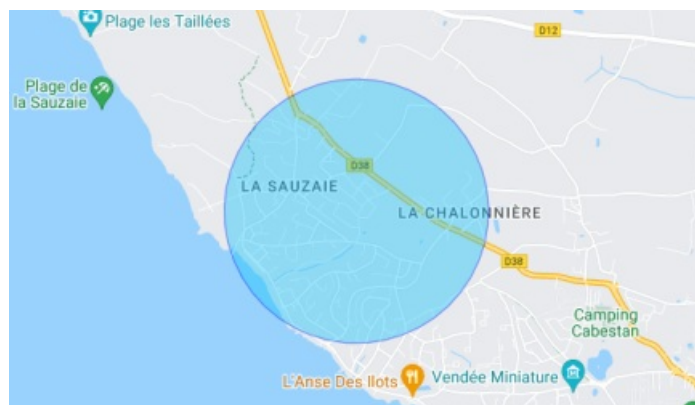 Plage les Taillées
D12
Plage de
la Sauzaie
D38
LA SAUZAIE
LA CHALONNIÈRE
D38
Camping
Cabestan
L'Anse Des Ilots
Vendée Miniature